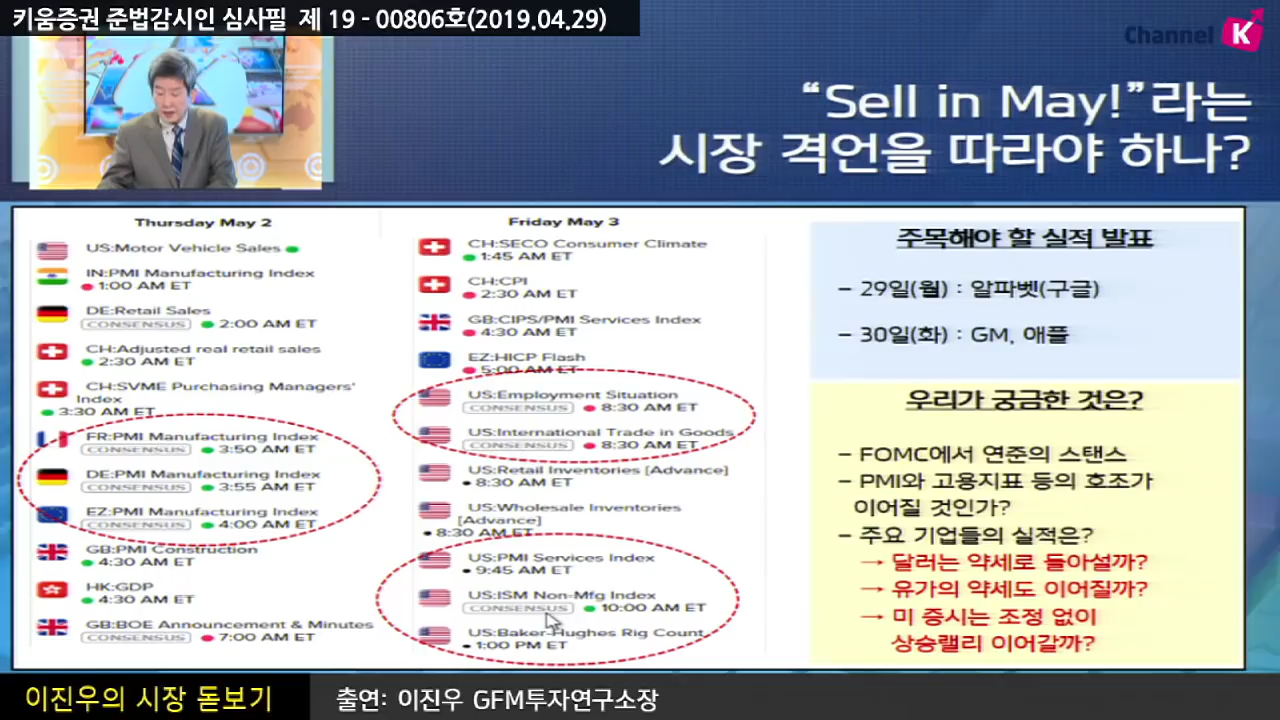 키움증권 준법감시인 심사필 제 19 - 00806호(2019.04.29)
Channel K
“Sell in May!”라는
시장 격언을 따라야 하나?
Thursday May 2
US:Motor Vehicle Sales
IN:PMI Manufacturing Index
1:00 AM ET
DE:Retail Sales
CONSENSUS 2:00 AM ET
CH:Adjusted real retail sales
2:30 AM ET
CH:SVME Purchasing Managers'
Index
3:30 AM ET
FR:PMI Manufacturing Index
CONSENSUS 3:50 AM ET
DE:PMI Manufacturing Index
CONSENSUS 3:55 AM ET
EZ:PMI Manufacturing Index
CONSENSUS 4:00 AM ET
GB:PMI Construction
4:30 AM ET
HK:GDP
4:30 AM ET
GB:BOE Announcement & Minutes
CONSENSUS 7:00 AM ET
Friday May 3
CH:SECO Consumer Climate
1:45 AM ET
CH:CPI
2:30 AM ET
GB:CIPS/PMI Services Index
4:30 AM ET
EZ:HICP Flash
5:00 AM ET
US:Employment Situation
CONSENSUS 8:30 AM ET
US:International Trade in Goods
CONSENSUS 8:30 AM ET
US:Retail Inventories [Advance]
8:30 AM ET
US:Wholesale Inventories
[Advance]
8:30 AM ET
US:PMI Services Index
9:45 AM ET
US:ISM Non-Mfg Index
CONSENSUS 10:00 AM ET
US:Baker-Hughes Rig Count
1:00 PM ET
주목해야 할 실적 발표
– 29일(월) : 알파벳(구글)
– 30일(화) : GM, 애플
우리가 궁금한 것은?
– FOMC에서 연준의 스탠스
– PMI와 고용지표 등의 호조가
이어질 것인가?
– 주요 기업들의 실적은?
→ 달러는 약세로 돌아설까?
→ 유가의 약세도 이어질까?
→ 미 증시는 조정 없이
상승랠리 이어갈까?
이진우의 시장 돋보기
출연: 이진우 GFM투자연구소장